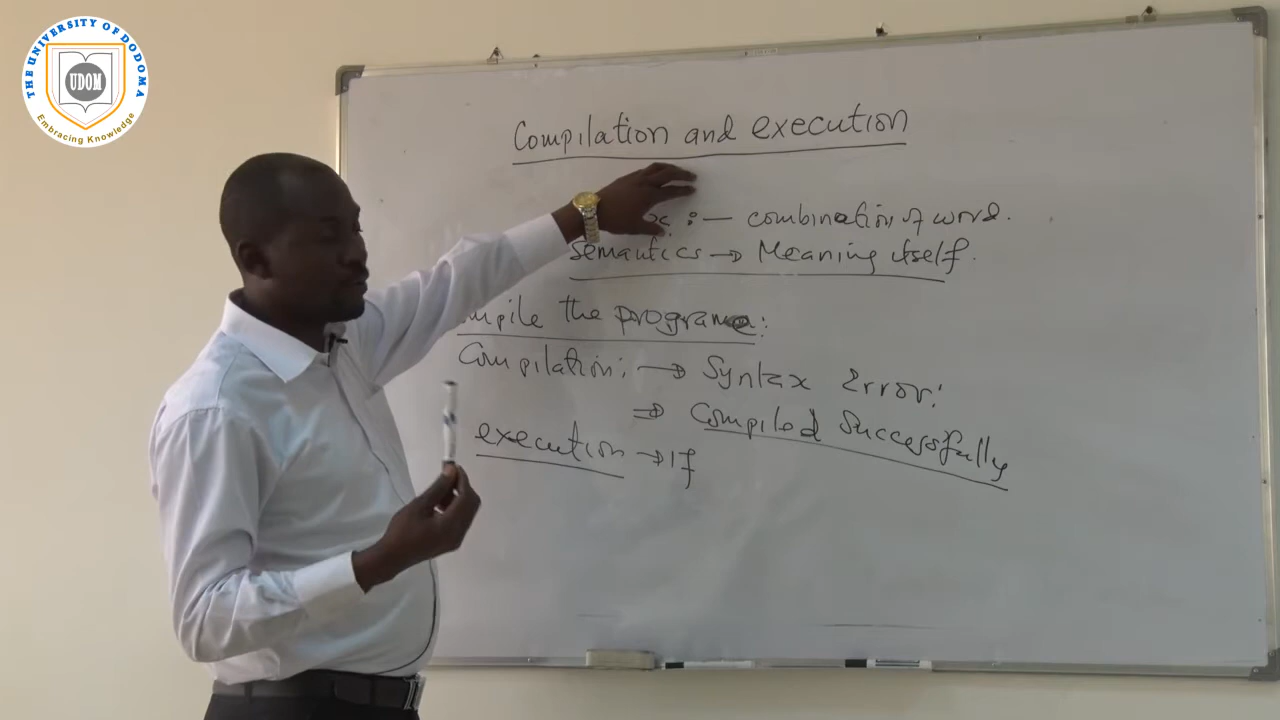 THE UNIVERSITY OF DODOMA
UDOM
Embracing Knowledge
Compilation and execution
:— combination of word.
Semantics → Meaning itself.
the program:
Compilation: → Syntax Error:
⇒ Compiled Successfully
execution → If